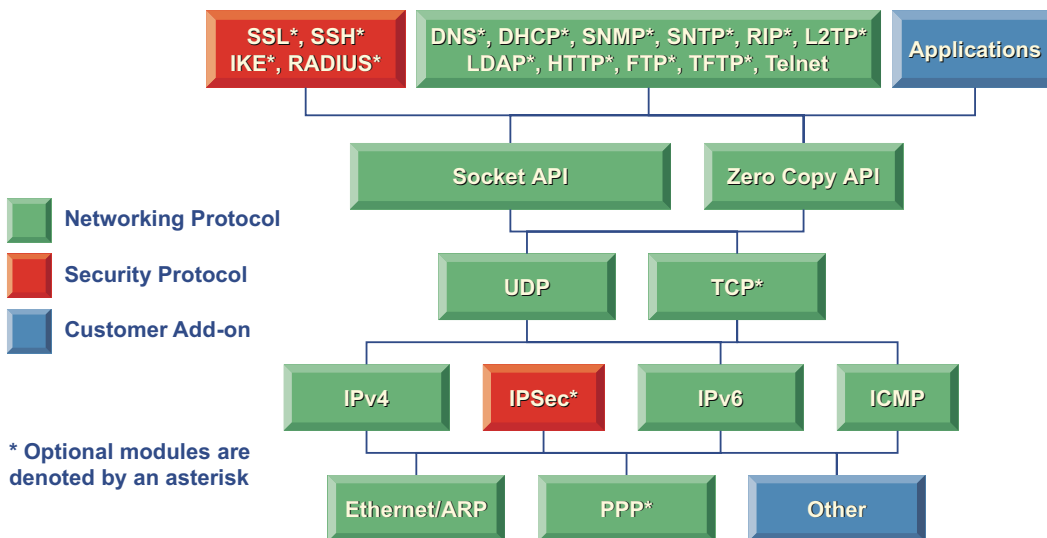 SSL*, SSH*
IKE*, RADIUS*
DNS*, DHCP*, SNMP*, SNTP*, RIP*, L2TP*
LDAP*, HTTP*, FTP*, TFTP*, Telnet
Applications
Socket API
Zero Copy API
Networking Protocol
Security Protocol
Customer Add-on
UDP
TCP*
IPv4
IPSec*
IPv6
ICMP
* Optional modules are
denoted by an asterisk
Ethernet/ARP
PPP*
Other